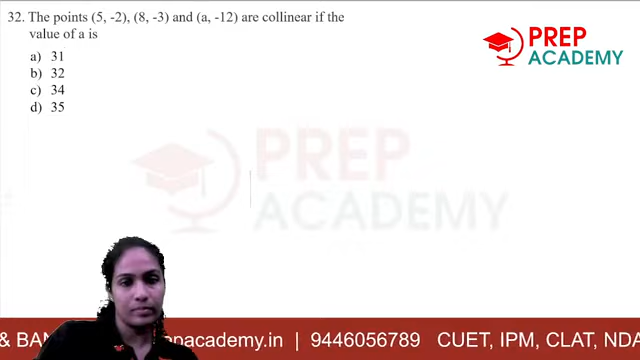 32. The points (5, -2), (8, -3) and (a, -12) are collinear if the
value of a is
a) 31
b) 32
c) 34
d) 35
PREP
ACADEMY
PREP
ACADEMY
& BAN
pacademy.in | 9446056789 CUET, IPM, CLAT, NDA